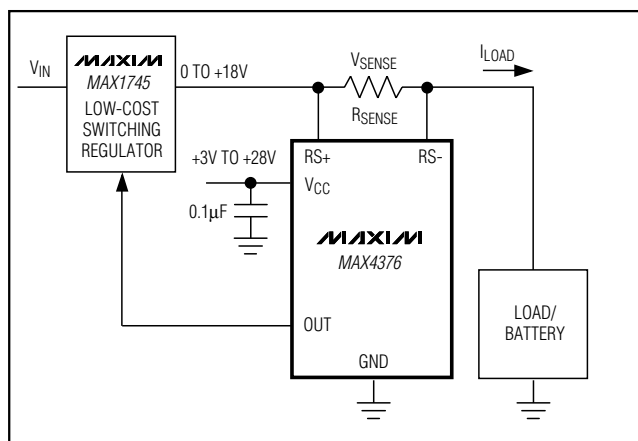 V_IN
MAXIM
MAX1745
LOW-COST
SWITCHING
REGULATOR
0 TO +18V
V_SENSE
R_SENSE
I_LOAD
RS+
RS-
+3V TO +28V
V_CC
0.1µF
MAXIM
MAX4376
OUT
GND
LOAD/
BATTERY